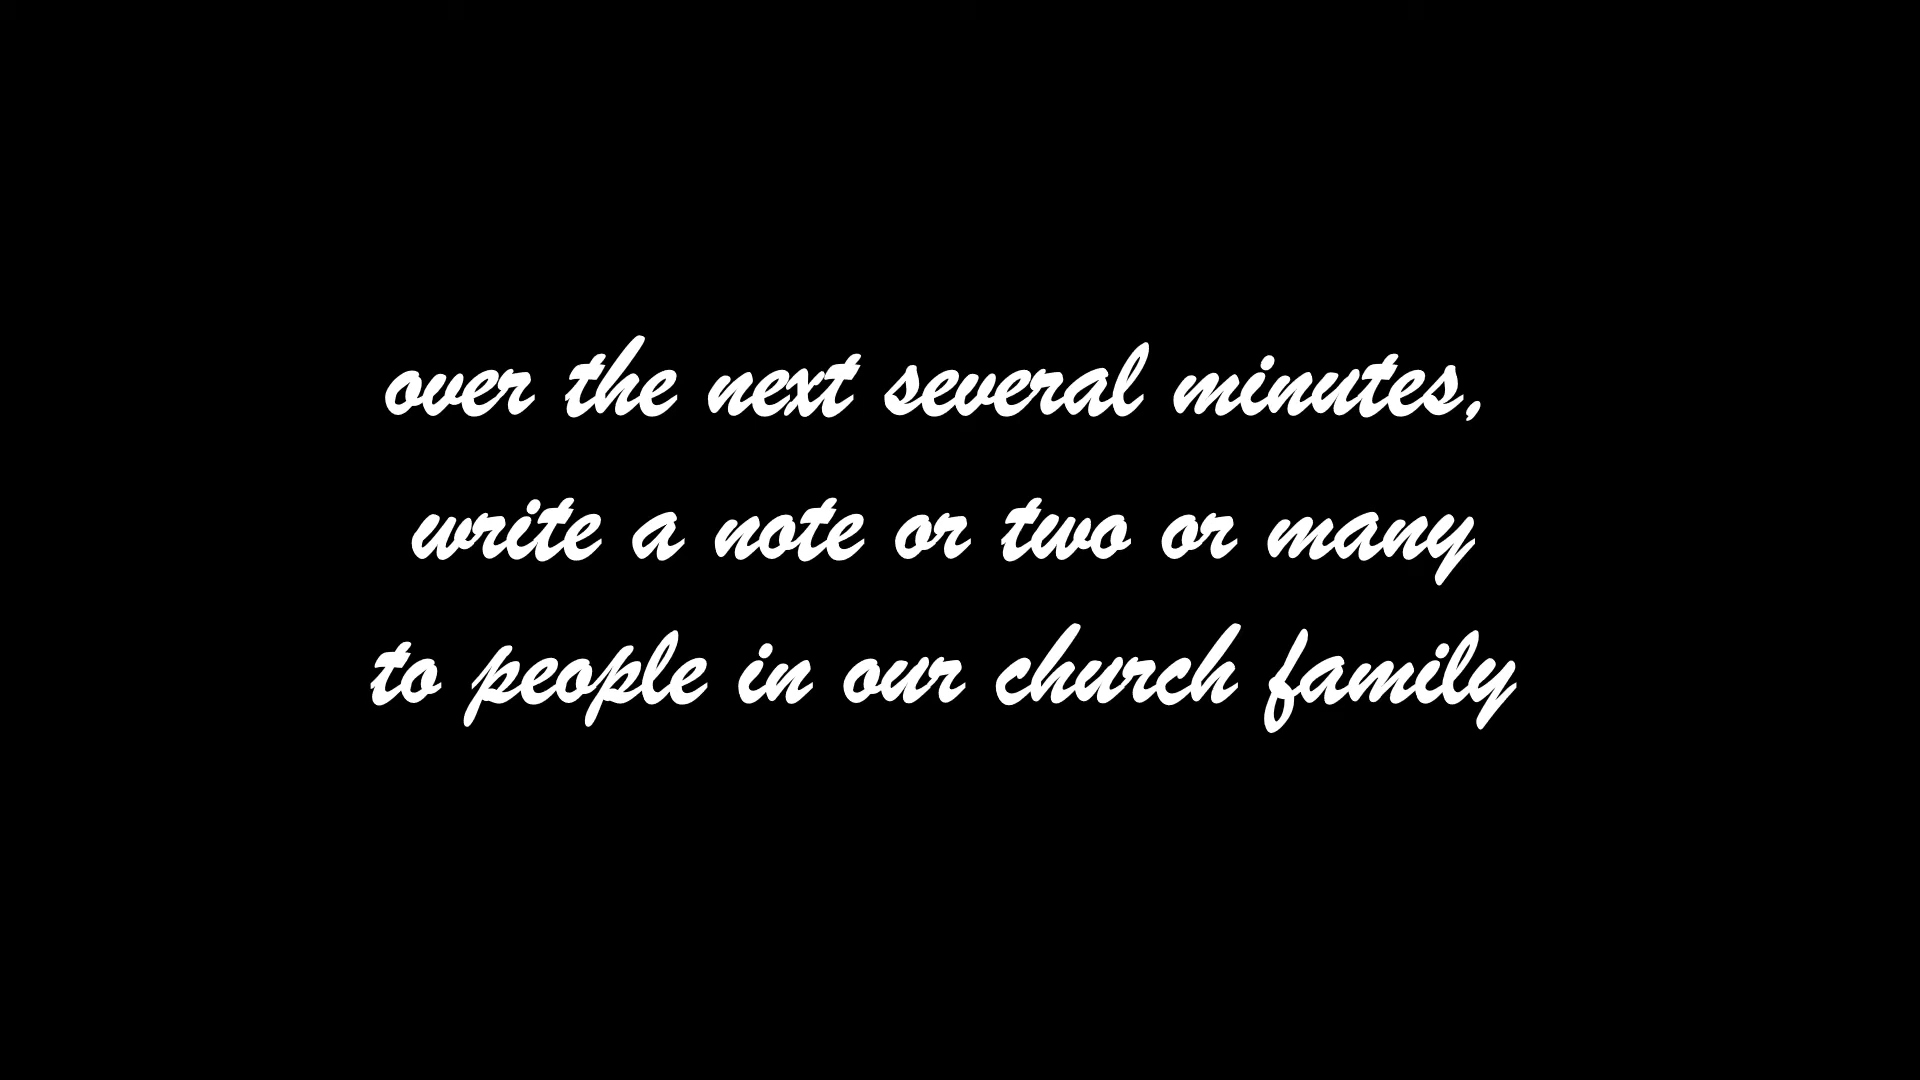 over the next several minutes,
write a note or two or many
to people in our church family